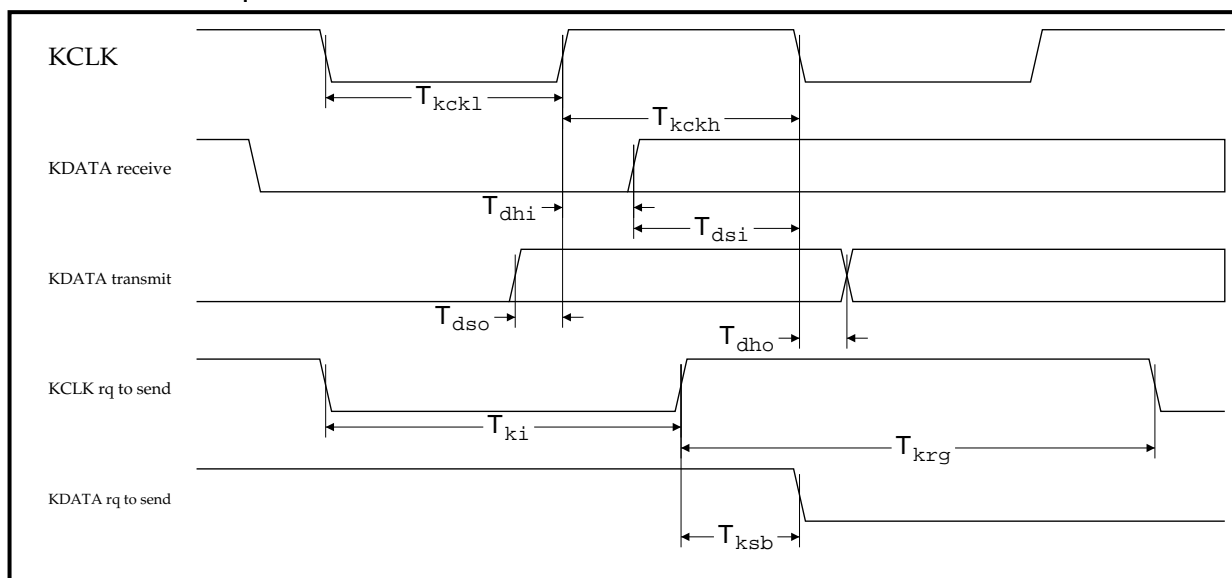 KCLK
T_kckl
T_kckh
KDATA receive
T_dhi
T_dsi
KDATA transmit
T_dso
T_dho
KCLK rq to send
T_ki
T_krg
KDATA rq to send
T_ksb